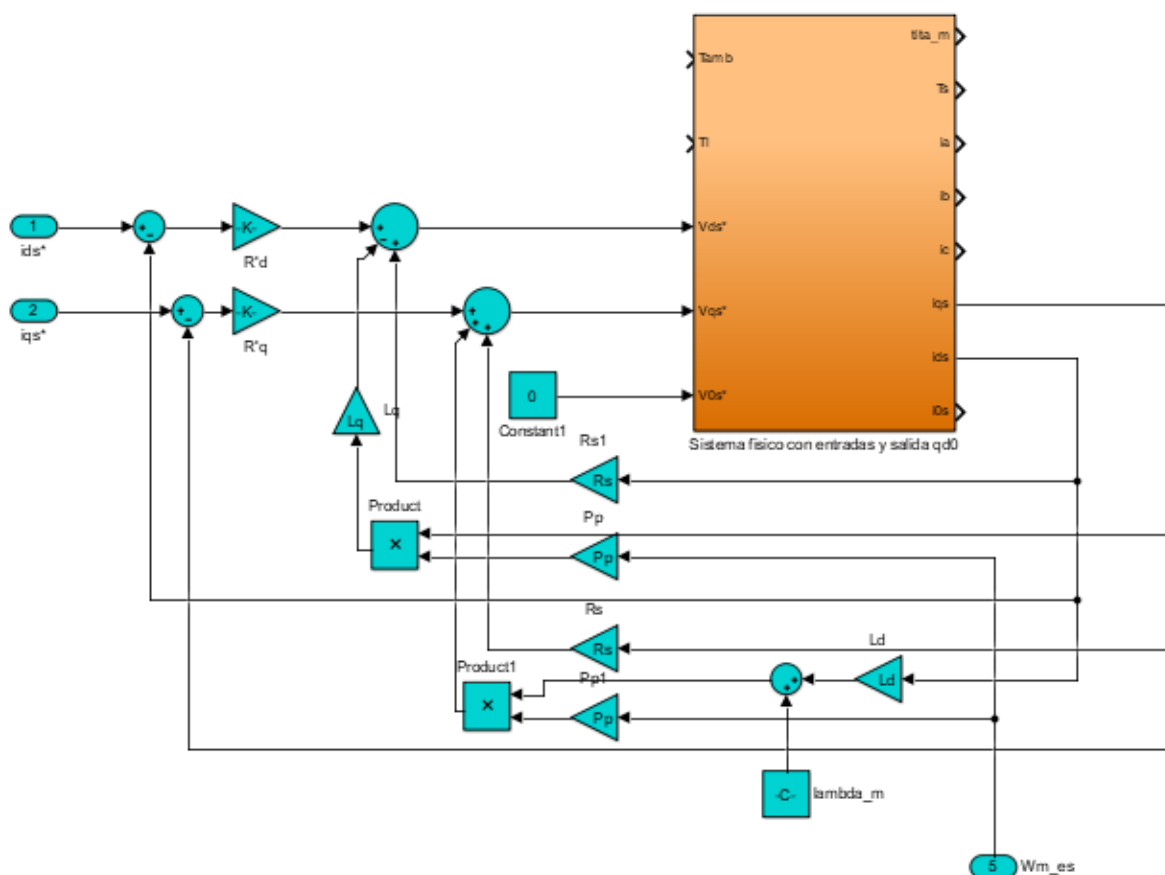 tita_m
Tamb
Ts
Tl
ia
ib
ic
1
ids*
+
-
-K-
R'd
+
-
+
Vds*
2
iqs*
+
-
-K-
R'q
+
+
+
Vqs*
iqs
ids
0
Constant1
V0s*
i0s
Sistema fisico con entradas y salida qd0
Lq
Lq
Rs1
Rs
Product
×
Pp
Pp
Rs
Rs
Product1
×
Pp1
Pp
Ld
Ld
+
+
-C-
lambda_m
5
Wm_es